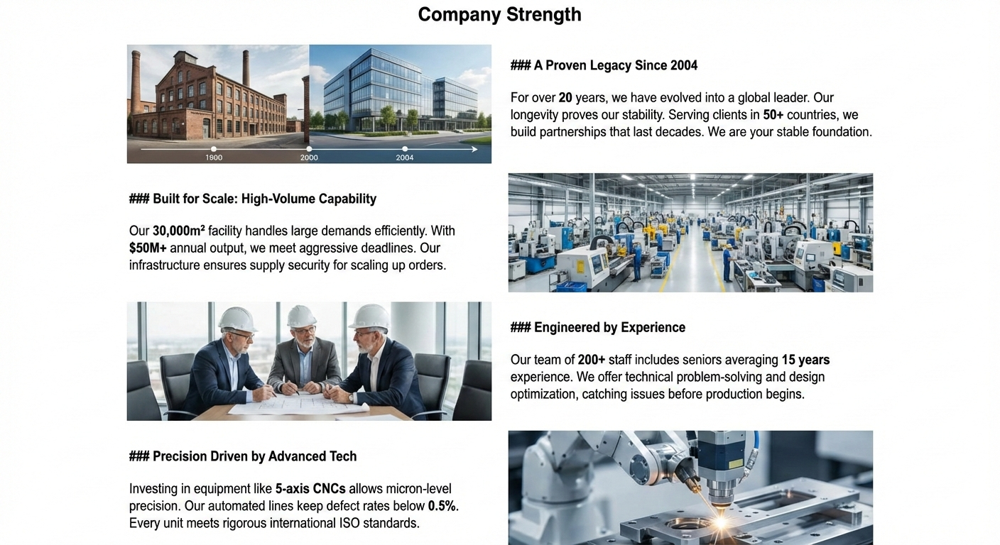 Company Strength
1900
2000
2004
### A Proven Legacy Since 2004
For over 20 years, we have evolved into a global leader. Our
longevity proves our stability. Serving clients in 50+ countries, we
build partnerships that last decades. We are your stable foundation.
### Built for Scale: High-Volume Capability
Our 30,000m² facility handles large demands efficiently. With
$50M+ annual output, we meet aggressive deadlines. Our
infrastructure ensures supply security for scaling up orders.
### Engineered by Experience
Our team of 200+ staff includes seniors averaging 15 years
experience. We offer technical problem-solving and design
optimization, catching issues before production begins.
### Precision Driven by Advanced Tech
Investing in equipment like 5-axis CNCs allows micron-level
precision. Our automated lines keep defect rates below 0.5%.
Every unit meets rigorous international ISO standards.